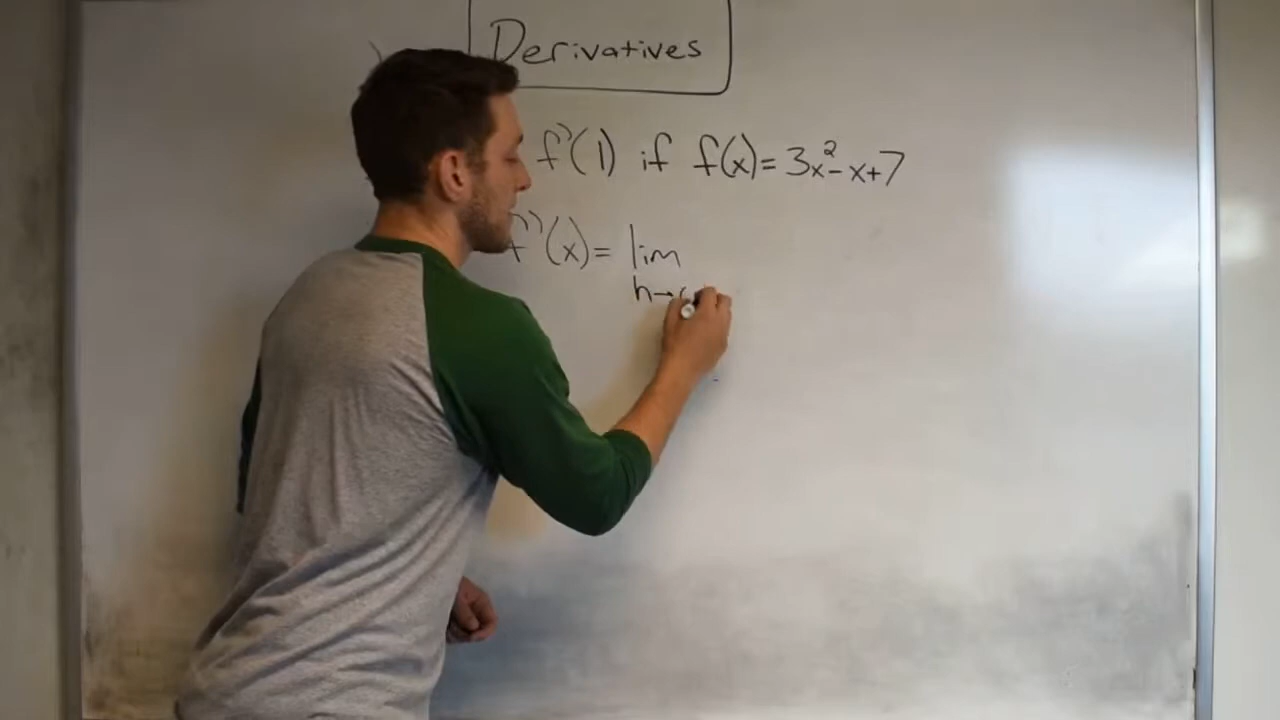 Derivatives
f'(1) if f(x)=3x²-x+7
f'(x)= lim
h→